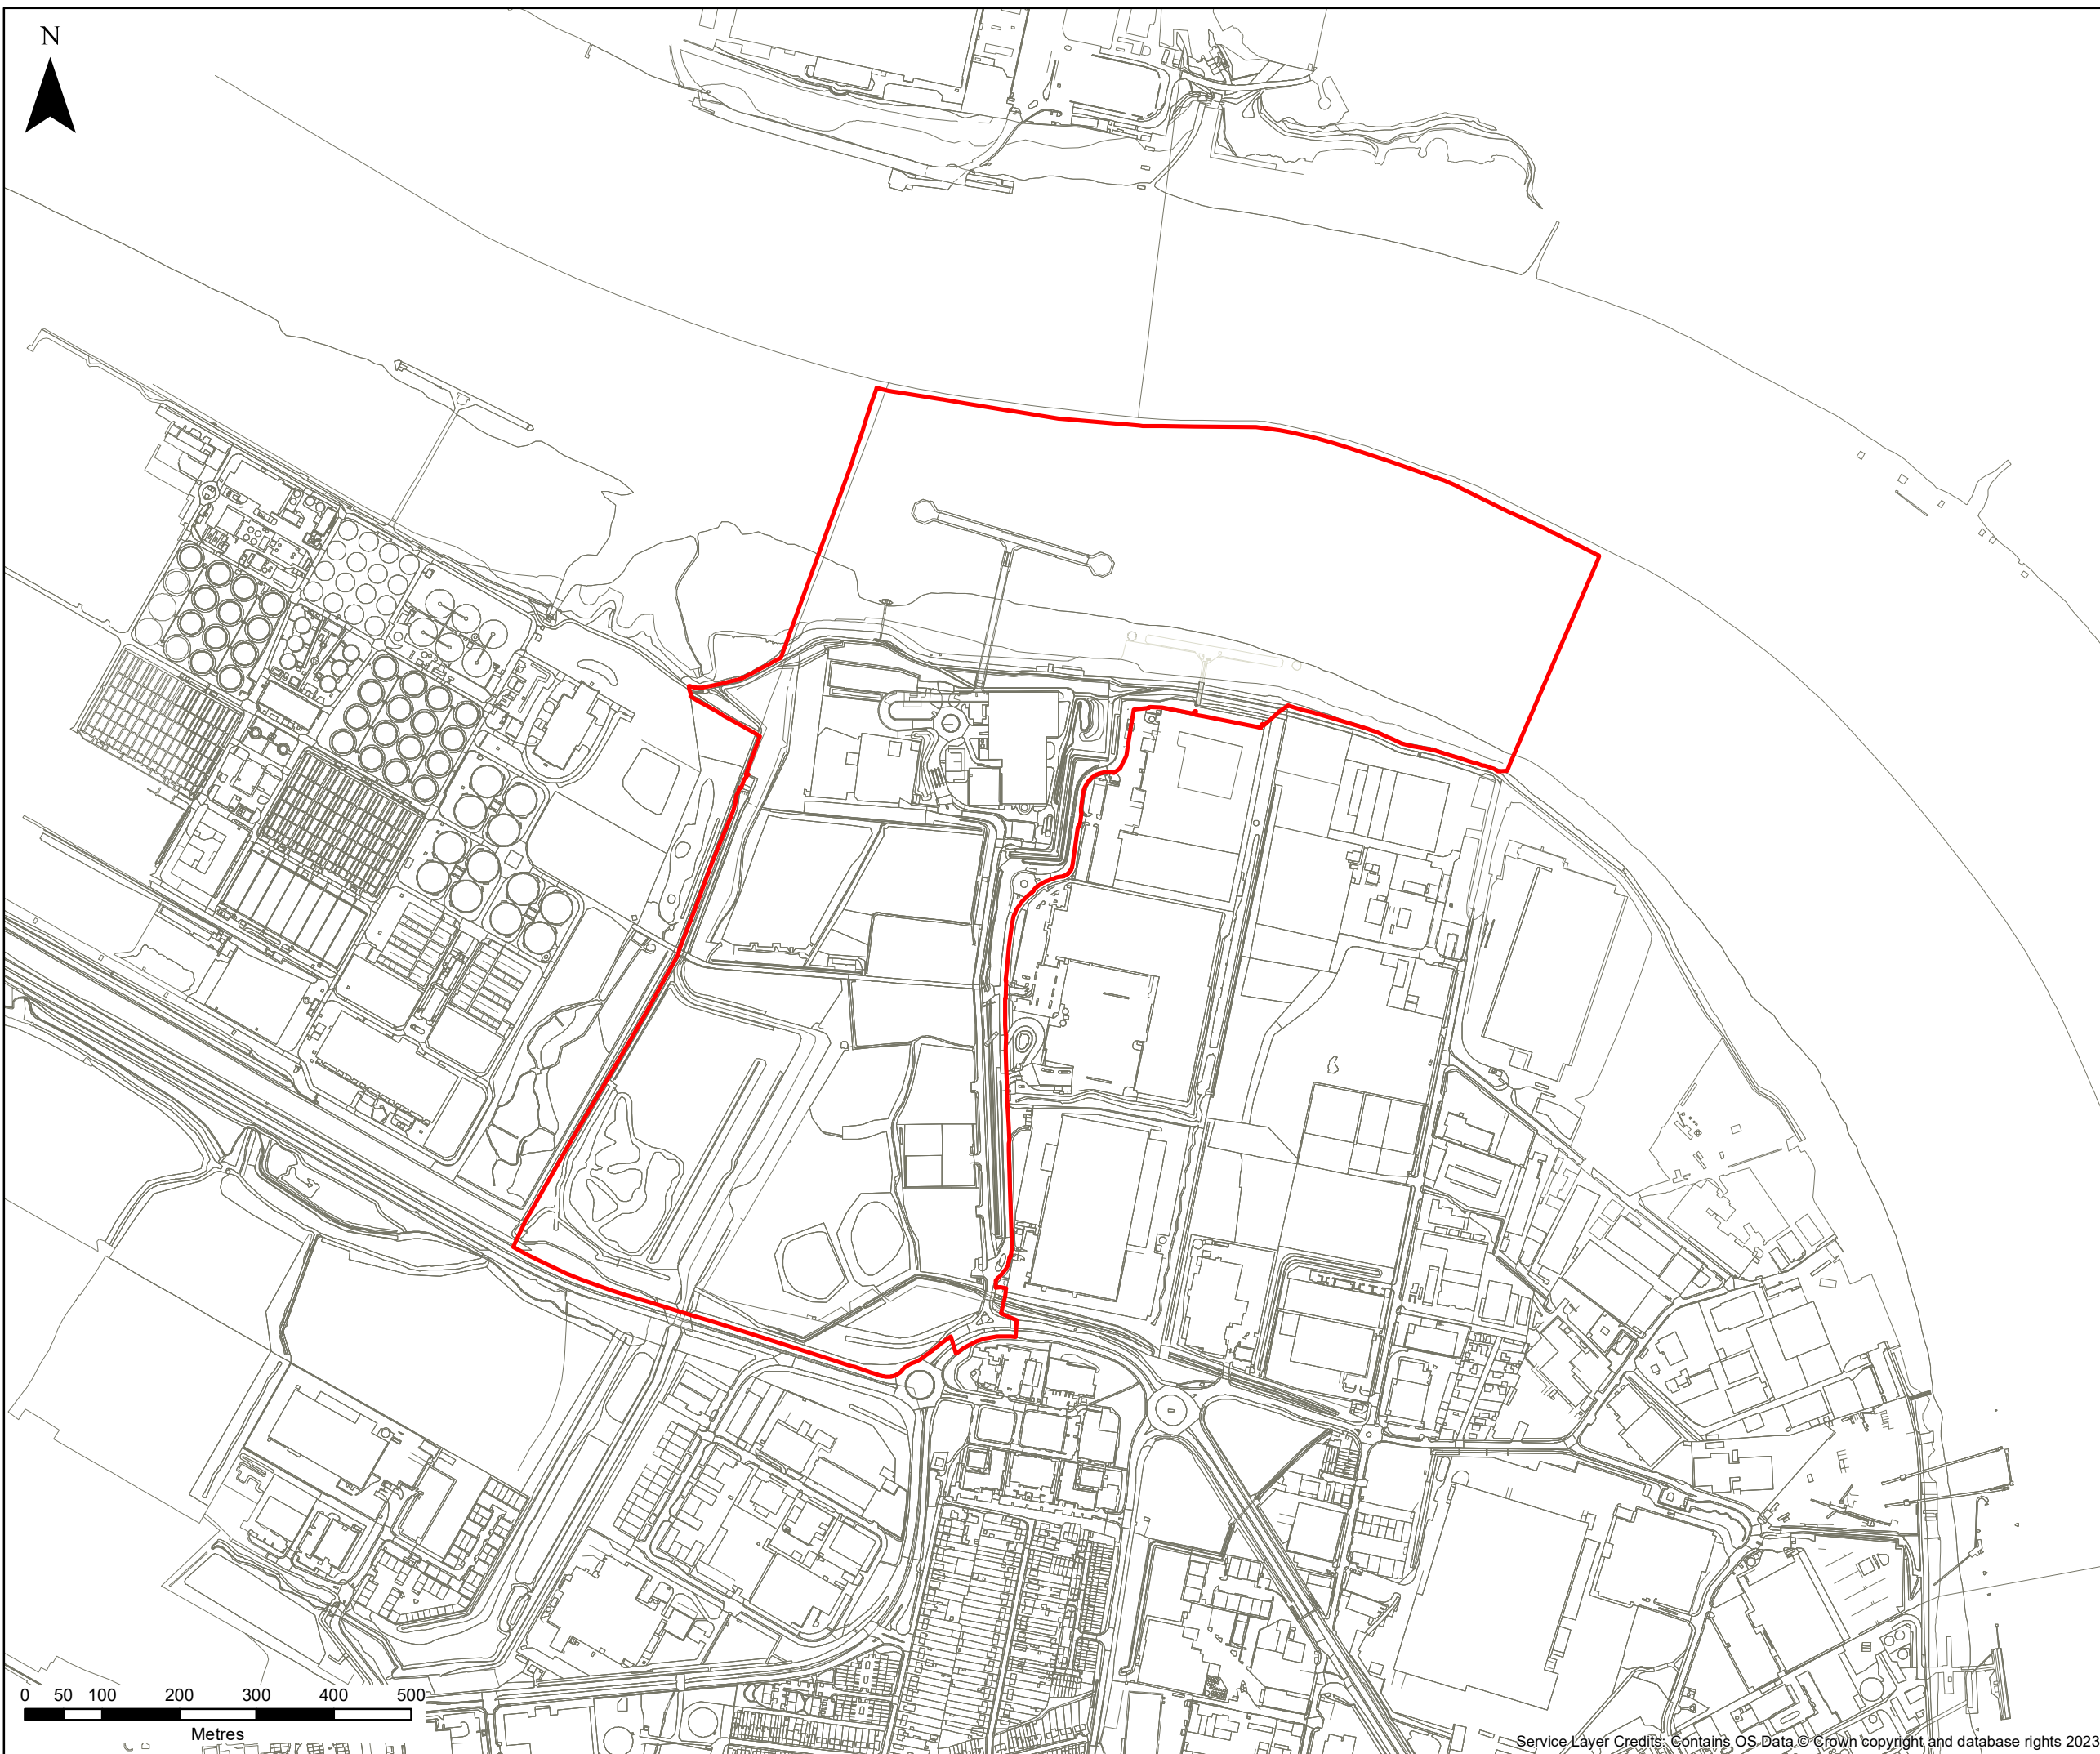 N
0 50 100 200 300 400 500
Metres
Service Layer Credits: Contains OS Data © Crown copyright and database rights 2023